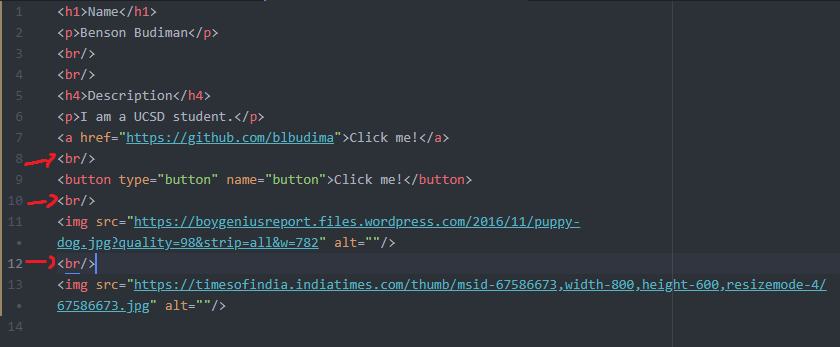 1 <h1>Name</h1>
2 <p>Benson Budiman</p>
3 <br/>
4 <br/>
5 <h4>Description</h4>
6 <p>I am a UCSD student.</p>
7 <a href="https://github.com/blbudima">Click me!</a>
8 <br/>
9 <button type="button" name="button">Click me!</button>
10 <br/>
11 <img src="https://boygeniusreport.files.wordpress.com/2016/11/puppy-
• dog.jpg?quality=98&strip=all&w=782" alt=""/>
12 <br/>
13 <img src="https://timesofindia.indiatimes.com/thumb/msid-67586673,width-800,height-600,resizemode-4/
• 67586673.jpg" alt=""/>
14